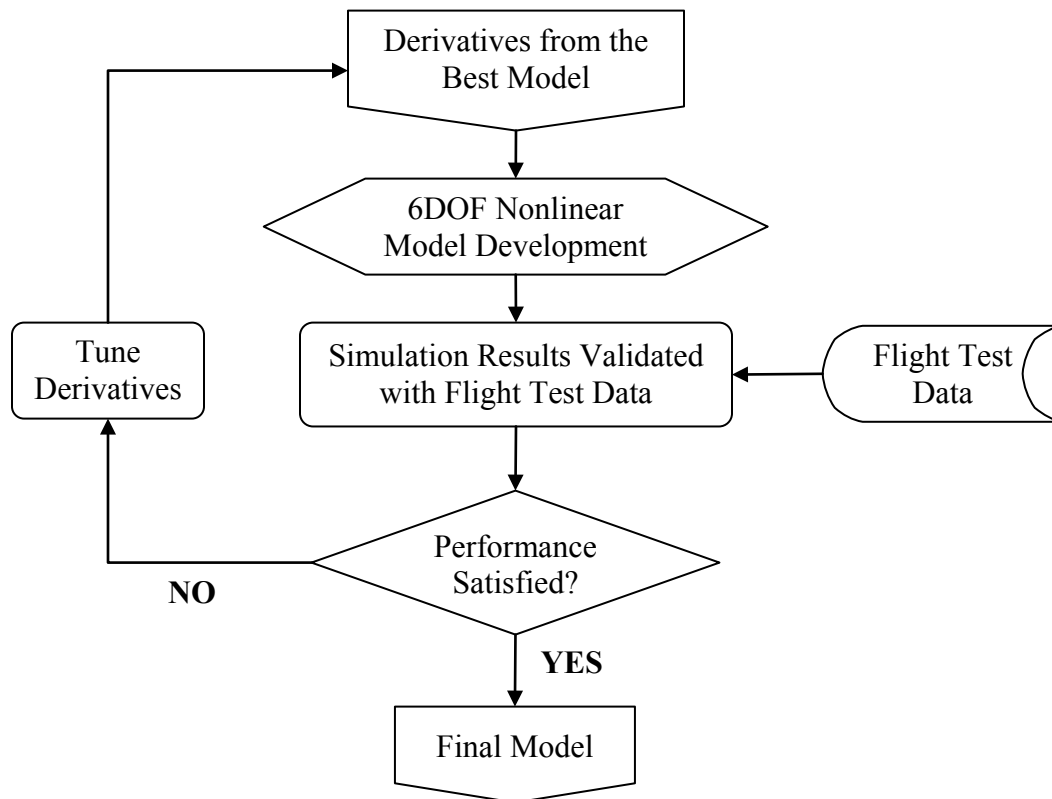 Derivatives from the
Best Model
6DOF Nonlinear
Model Development
Tune
Derivatives
Simulation Results Validated
with Flight Test Data
Flight Test
Data
Performance
Satisfied?
NO
YES
Final Model